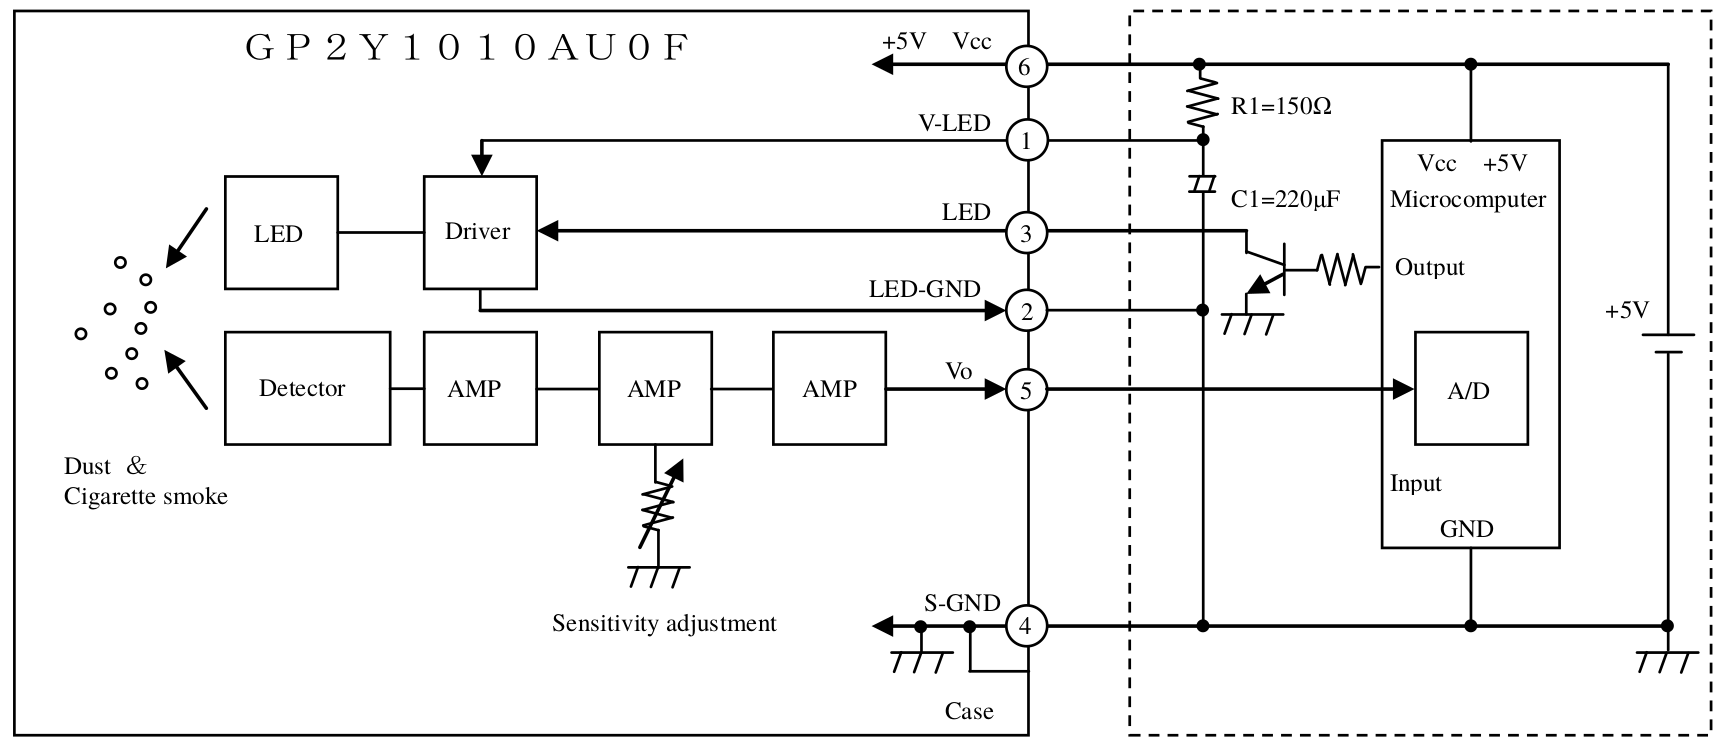 GP2Y1010AU0F
+5V Vcc
6
R1=150Ω
V-LED
1
Vcc +5V
Microcomputer
C1=220μF
LED
3
LED
Driver
Output
LED-GND
2
+5V
Vo
5
Detector
AMP
AMP
AMP
A/D
Dust &
Cigarette smoke
Input
GND
S-GND
4
Sensitivity adjustment
Case